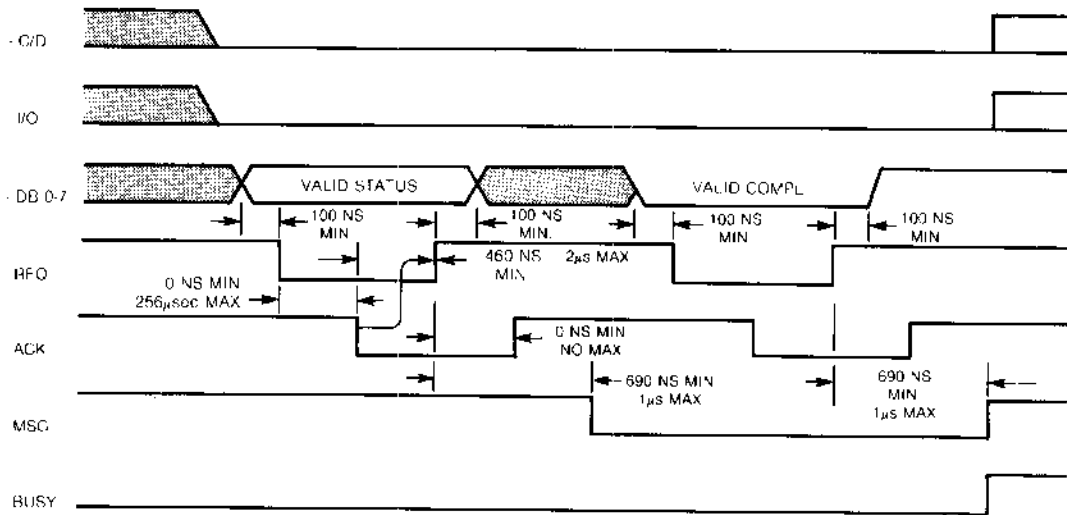 - C/D
I/O
- DB 0-7
VALID STATUS
VALID COMPL
100 NS
MIN
100 NS
MIN.
100 NS
MIN
100 NS
MIN
REQ
460 NS
MIN
2µs MAX
0 NS MIN
256µsec MAX
ACK
0 NS MIN
NO MAX
690 NS MIN
1µs MAX
690 NS
MIN
1µs MAX
MSG
BUSY